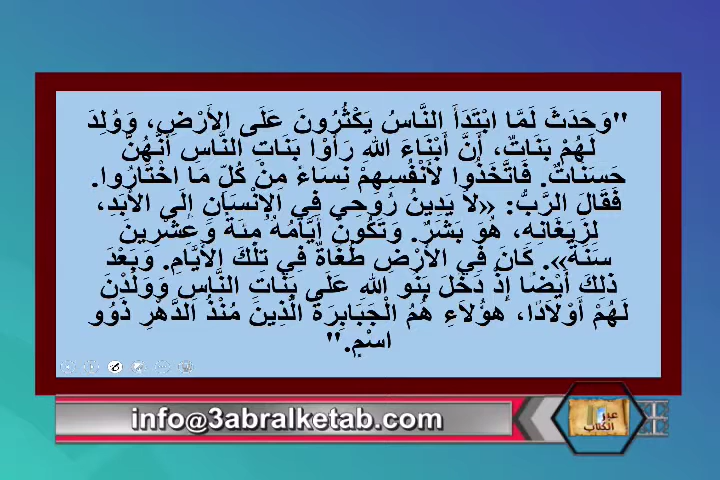 "وَحَدَثَ لَمَّا ابْتَدَأَ النَّاسُ يَكْثُرُونَ عَلَى الأَرْضِ، وَوُلِدَ
لَهُمْ بَنَاتٌ، أَنَّ أَبْنَاءَ اللهِ رَأَوْا بَنَاتِ النَّاسِ أَنَّهُنَّ
حَسَنَاتٌ. فَاتَّخَذُوا لأَنْفُسِهِمْ نِسَاءً مِنْ كُلِّ مَا اخْتَارُوا.
فَقَالَ الرَّبُّ: «لاَ يَدِينُ رُوحِي فِي الإِنْسَانِ إِلَى الأَبَدِ،
لِزَيَغَانِهِ، هُوَ بَشَرٌ. وَتَكُونُ أَيَّامُهُ مِئَةً وَعِشْرِينَ
سَنَةً». كَانَ فِي الأَرْضِ طُغَاةٌ فِي تِلْكَ الأَيَّامِ. وَبَعْدَ
ذلِكَ أَيْضًا إِذْ دَخَلَ بَنُو اللهِ عَلَى بَنَاتِ النَّاسِ وَوَلَدْنَ
لَهُمْ أَوْلاَدًا، هؤُلاَءِ هُمُ الْجَبَابِرَةُ الَّذِينَ مُنْذُ الدَّهْرِ ذَوُو
اسْمٍ."
info@3abralketab.com
عبر
الكتاب